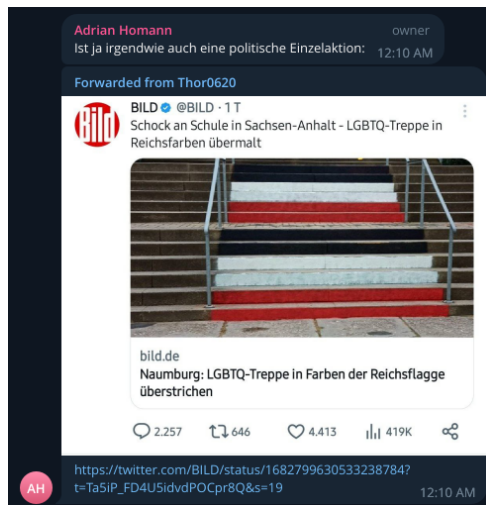 Adrian Homann owner
Ist ja irgendwie auch eine politische Einzelaktion: 12:10 AM
Forwarded from Thor0620
Bild
BILD @BILD · 1 T
Schock an Schule in Sachsen-Anhalt - LGBTQ-Treppe in
Reichsfarben übermalt
bild.de
Naumburg: LGBTQ-Treppe in Farben der Reichsflagge
überstrichen
2.257 646 4.413 419K
https://twitter.com/BILD/status/1682799630533238784?
t=Ta5iP_FD4U5idvdPOCpr8Q&s=19
AH 12:10 AM